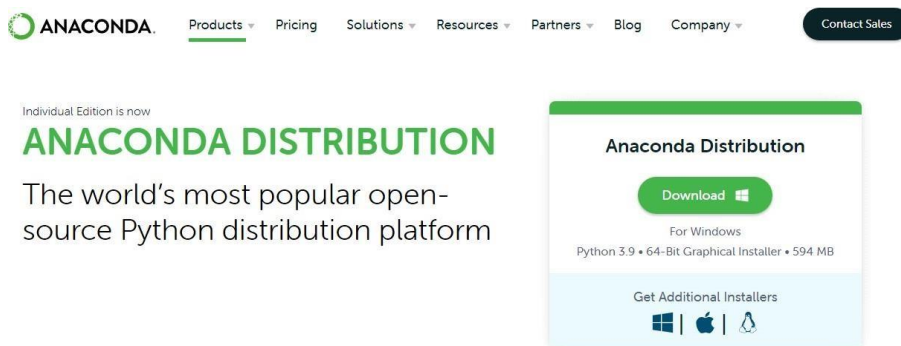 ANACONDA.
Products Pricing Solutions Resources Partners Blog Company Contact Sales
Individual Edition is now
ANACONDA DISTRIBUTION
The world's most popular open-
source Python distribution platform
Anaconda Distribution
Download
For Windows
Python 3.9 • 64-Bit Graphical Installer • 594 MB
Get Additional Installers